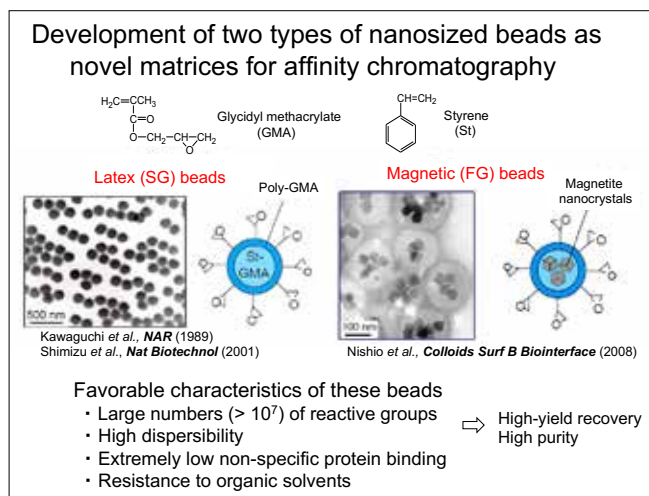 Development of two types of nanosized beads as
novel matrices for affinity chromatography
H₂C=CCH₃
C=O
O-CH₂-CH-CH₂
O
Glycidyl methacrylate
(GMA)
CH=CH₂
Styrene
(St)
Latex (SG) beads
Poly-GMA
St-
GMA
500 nm
Kawaguchi et al., NAR (1989)
Shimizu et al., Nat Biotechnol (2001)
Magnetic (FG) beads
Magnetite
nanocrystals
100 nm
Nishio et al., Colloids Surf B Biointerface (2008)
Favorable characteristics of these beads
・Large numbers (> 10⁷) of reactive groups
・High dispersibility
・Extremely low non-specific protein binding
・Resistance to organic solvents
⇨ High-yield recovery
High purity